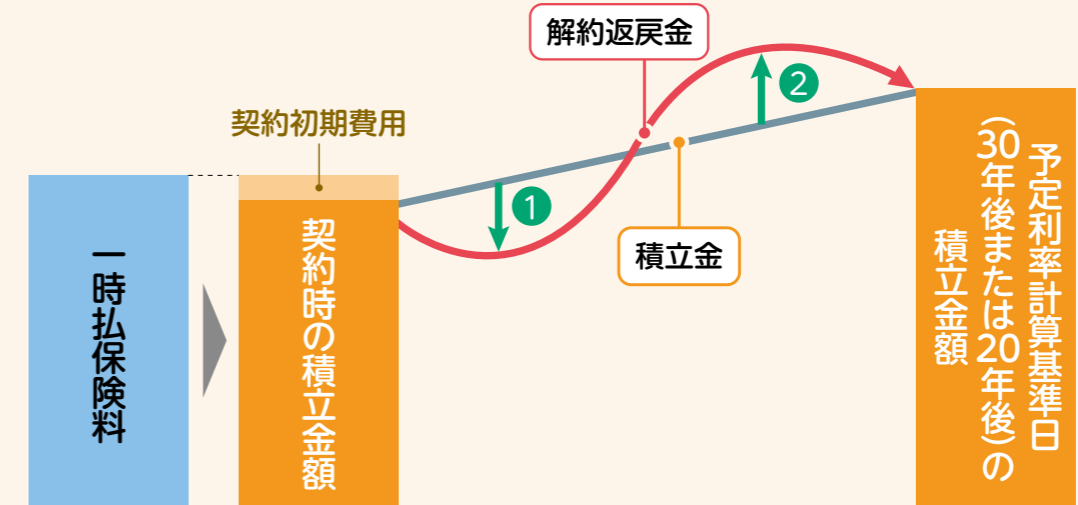 解約返戻金
契約初期費用
❶
❷
積立金
一時払保険料
契約時の積立金額
予定利率計算基準日
(30年後または20年後)の
積立金額